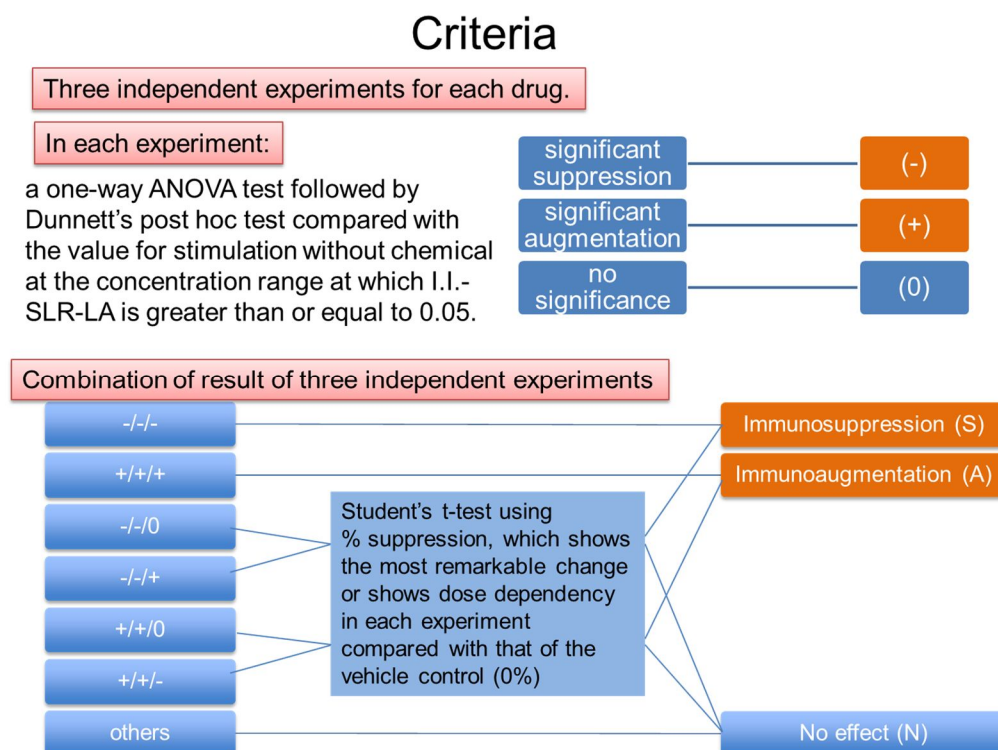 Criteria
Three independent experiments for each drug.
In each experiment:
a one-way ANOVA test followed by
Dunnett’s post hoc test compared with
the value for stimulation without chemical
at the concentration range at which I.I.-
SLR-LA is greater than or equal to 0.05.
significant
suppression
(-)
significant
augmentation
(+)
no
significance
(0)
Combination of result of three independent experiments
-/-/-
+/+/+
-/-/0
-/-/+
+/+/0
+/+/-
others
Student’s t-test using
% suppression, which shows
the most remarkable change
or shows dose dependency
in each experiment
compared with that of the
vehicle control (0%)
Immunosuppression (S)
Immunoaugmentation (A)
No effect (N)